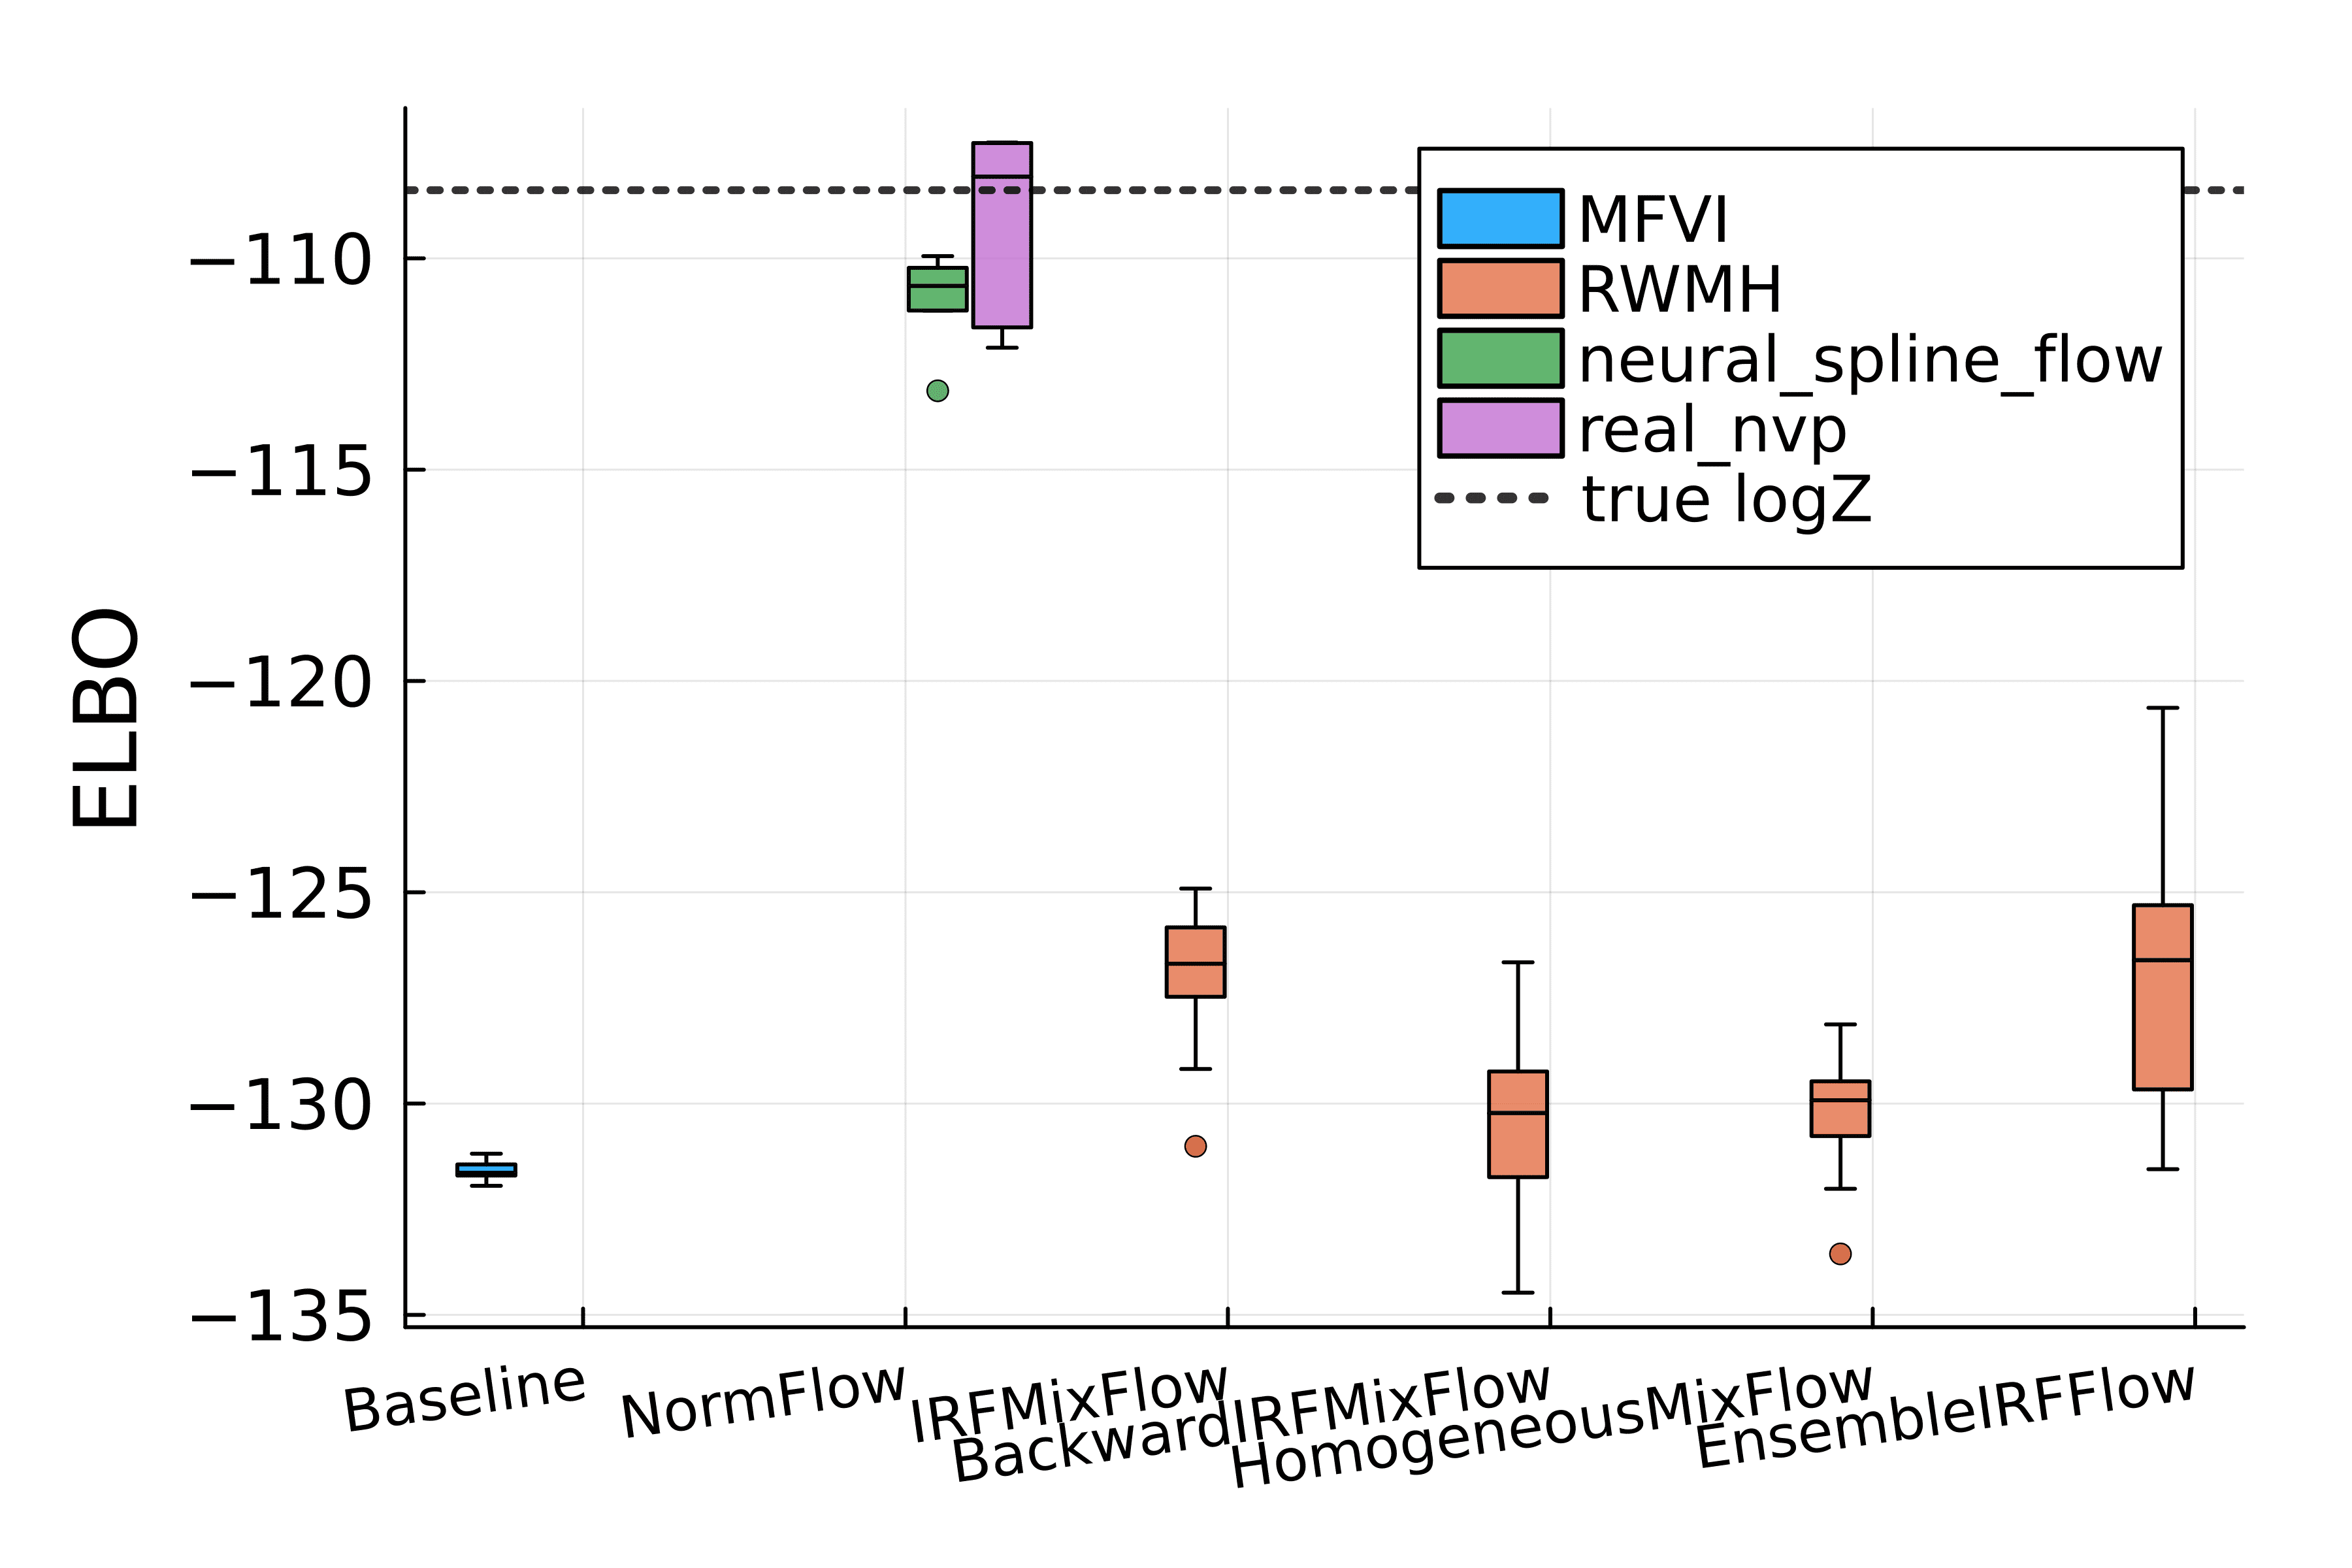 MFVI
RWMH
neural_spline_flow
real_nvp
true logZ
ELBO
−110
−115
−120
−125
−130
−135
Baseline
NormFlow
IRFMixFlow
BackwardIRFMixFlow
HomogeneousMixFlow
EnsembleIRFFlow